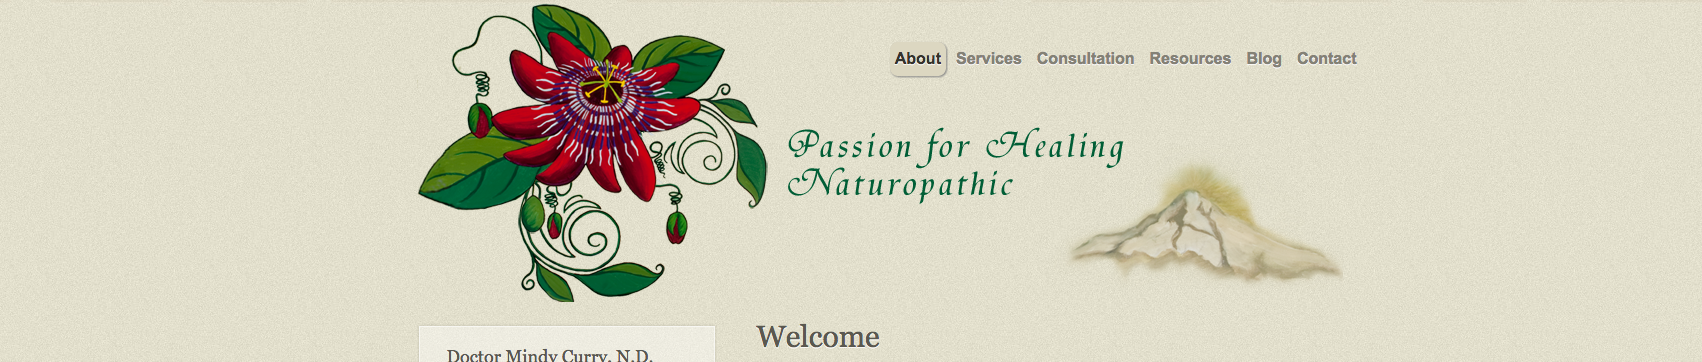 About Services Consultation Resources Blog Contact
Passion for Healing
Naturopathic
Welcome
Doctor Mindy Curry, N.D.